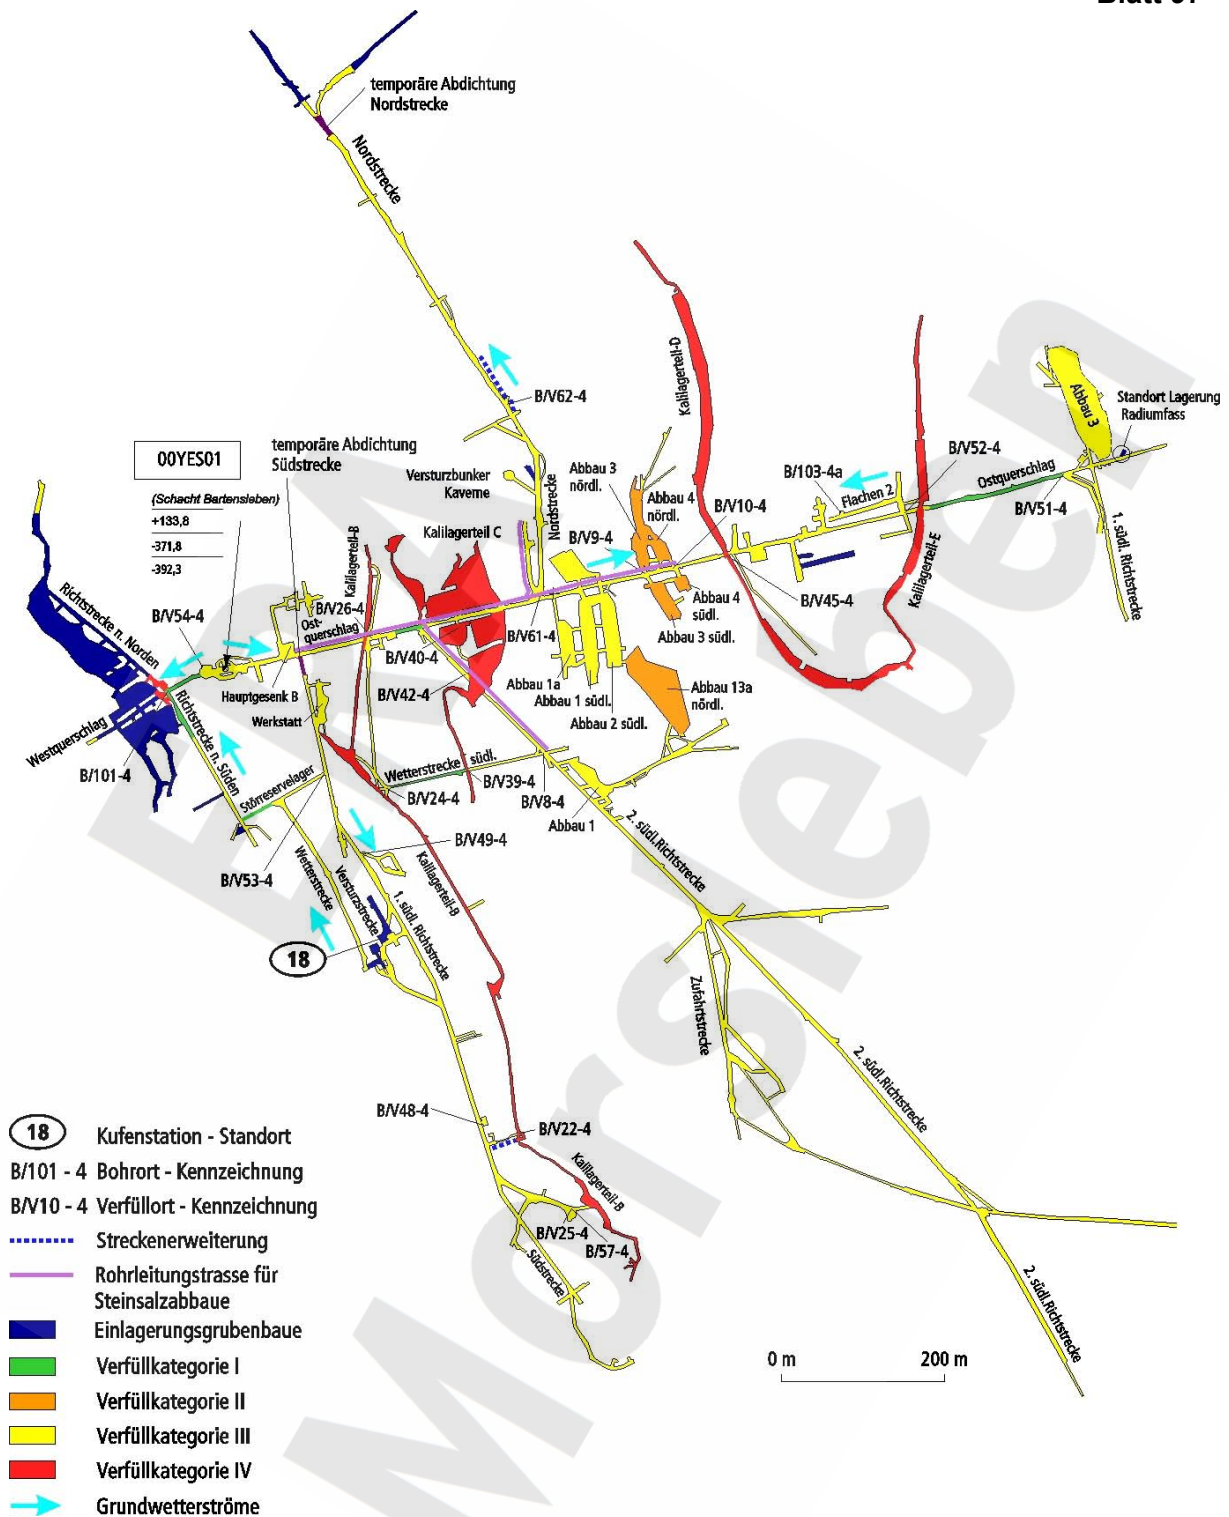 Blatt 67
temporäre Abdichtung
Nordstrecke
Nordstrecke
Kalilagerteil-D
B/V62-4
Abbau 3
Standort Lagerung
Radiumfass
00YES01
temporäre Abdichtung
Südstrecke
(Schacht Bartensleben)
+133,8
-371,8
-392,3
Versturzbunker
Kaverne
Nordstrecke
Abbau 3
nördl.
Abbau 4
nördl.
B/V10-4
B/103-4a
B/V52-4
Flachen 2
Ostquerschlag
B/V51-4
1. südl. Richtstrecke
Kalilagerteil C
Kalilagerteil-B
B/V9-4
Kalilagerteil-E
Richtstrecke n. Norden
B/V54-4
B/V26-4
Ost-
querschlag
B/V40-4
B/V61-4
Abbau 4
südl.
Abbau 3 südl.
B/V45-4
Hauptgesenk B
B/V42-4
Abbau 1a
Abbau 1 südl.
Abbau 2 südl.
Abbau 13a
nördl.
Werkstatt
Westquerschlag
Richtstrecke n. Süden
B/101-4
Störreservelager
Wetterstrecke südl.
B/V39-4
B/V24-4
B/V8-4
Abbau 1
2. südl.Richtstrecke
B/V49-4
B/V53-4
Wetterstrecke
Versturzstrecke
1. südl. Richtstrecke
Kalilagerteil-B
18
Zufahrtstrecke
2. südl.Richtstrecke
B/V48-4
B/V22-4
Kalilagerteil-B
B/V25-4
B/57-4
Südstrecke
2. südl.Richtstrecke
0 m
200 m
18 Kufenstation - Standort
B/101 - 4 Bohrort - Kennzeichnung
B/V10 - 4 Verfüllort - Kennzeichnung
Streckenerweiterung
Rohrleitungstrasse für
Steinsalzabbaue
Einlagerungsgrubenbaue
Verfüllkategorie I
Verfüllkategorie II
Verfüllkategorie III
Verfüllkategorie IV
Grundwetterströme
ERA Morsleben